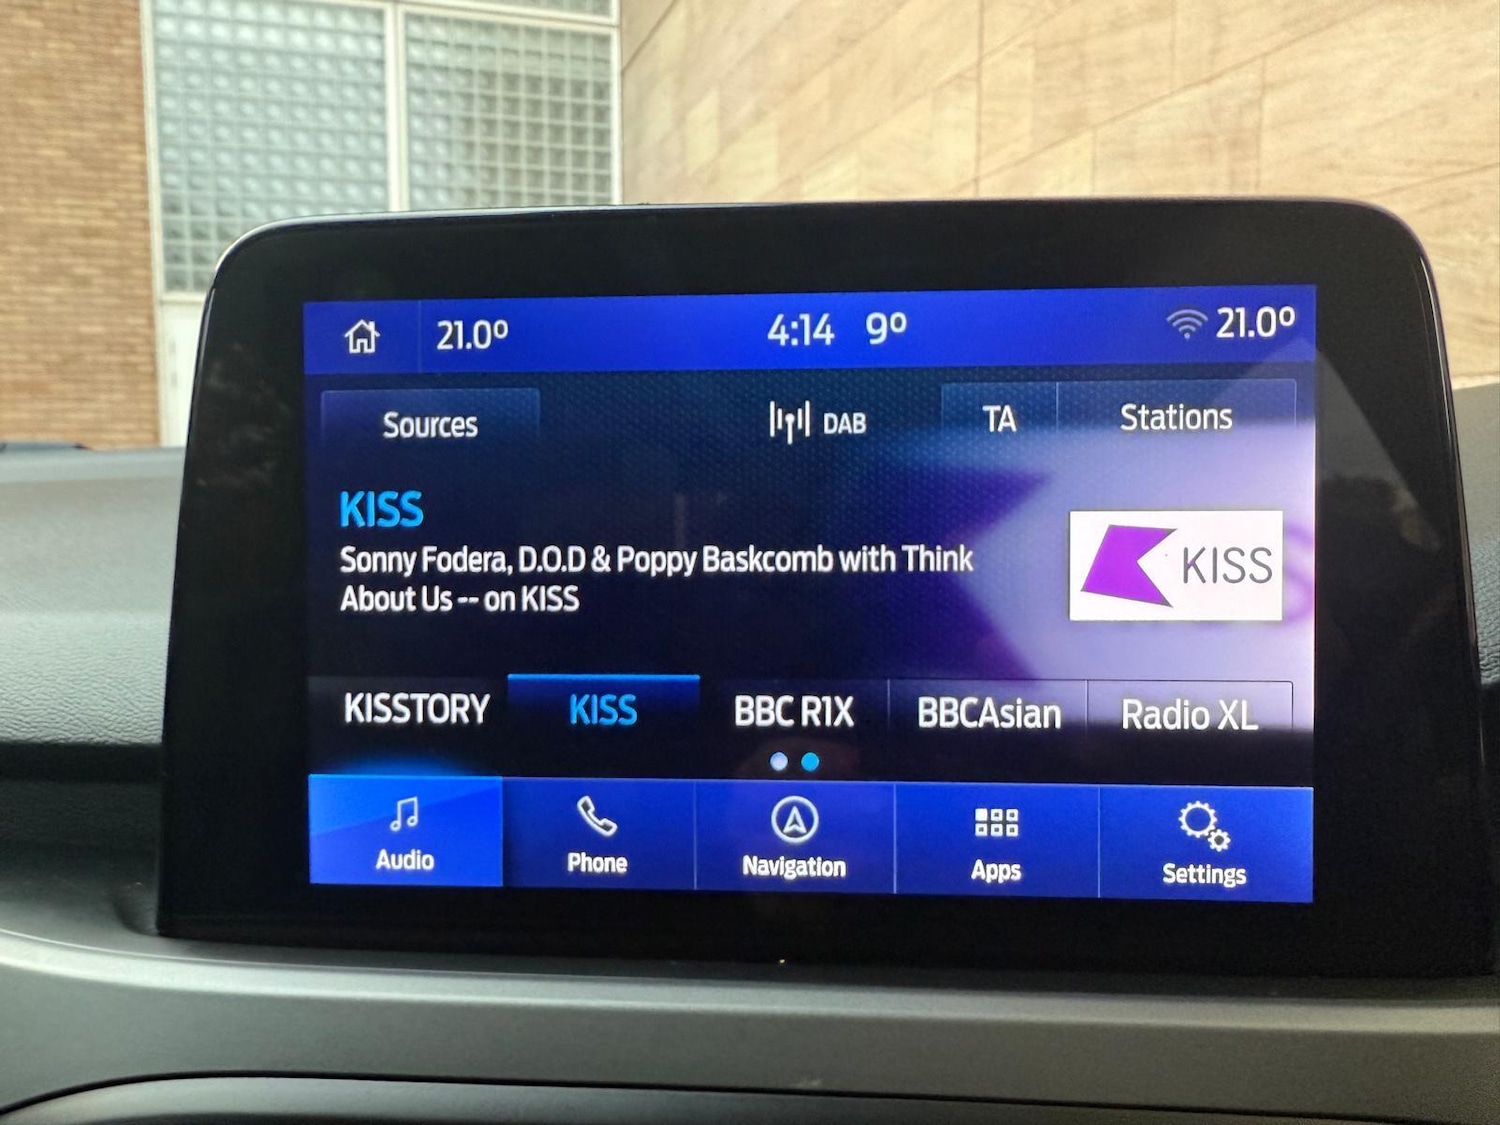 21.0º
4:14 9º
21.0º
Sources
DAB
TA
Stations
KISS
Sonny Fodera, D.O.D & Poppy Baskcomb with Think
About Us -- on KISS
KISS
KISSTORY
KISS
BBC R1X
BBCAsian
Radio XL
Audio
Phone
Navigation
Apps
Settings